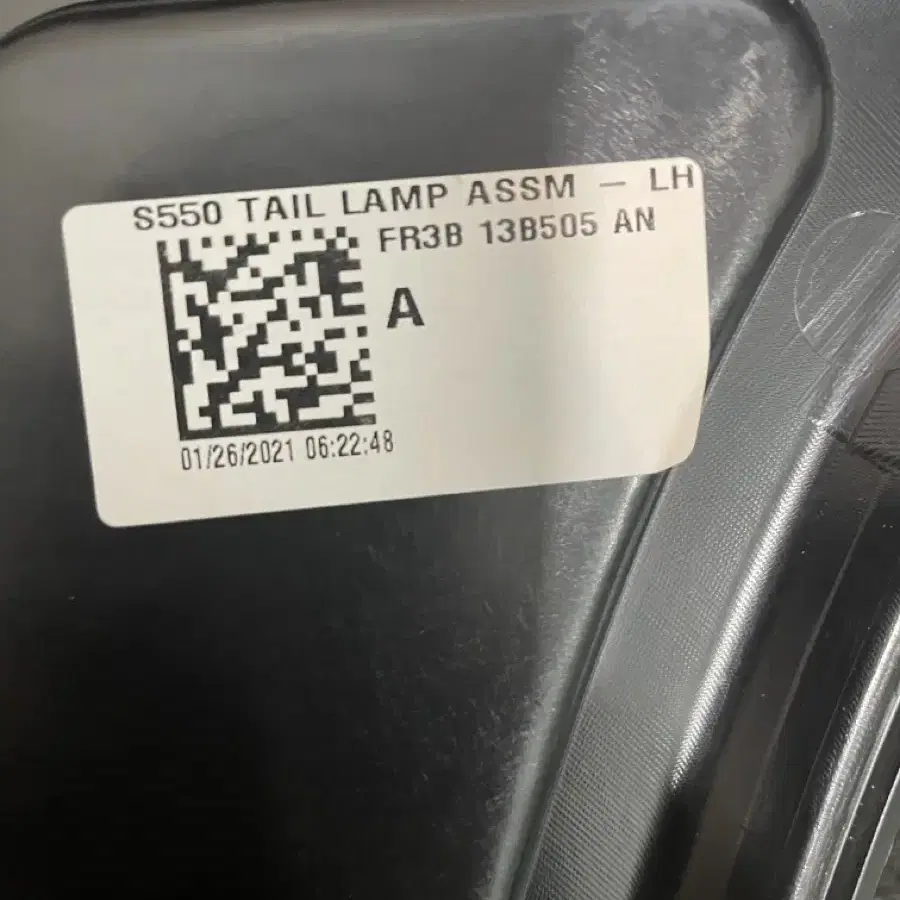 S550 TAIL LAMP ASSM - LH
FR3B 13B505 AN
A
01/26/2021 06:22:48